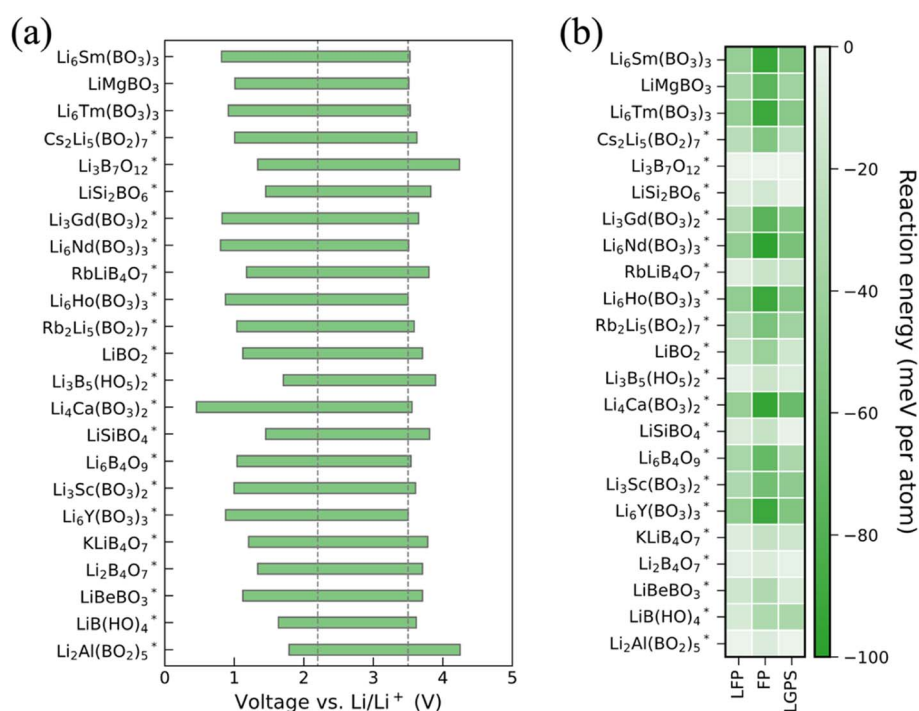 (a)
Li₆Sm(BO₃)₃
LiMgBO₃
Li₆Tm(BO₃)₃
Cs₂Li₅(BO₂)₇*
Li₃B₇O₁₂*
LiSi₂BO₆*
Li₃Gd(BO₃)₂*
Li₆Nd(BO₃)₃*
RbLiB₄O₇*
Li₆Ho(BO₃)₃*
Rb₂Li₅(BO₂)₇*
LiBO₂*
Li₃B₅(HO₅)₂*
Li₄Ca(BO₃)₂*
LiSiBO₄*
Li₆B₄O₉*
Li₃Sc(BO₃)₂*
Li₆Y(BO₃)₃*
KLiB₄O₇*
Li₂B₄O₇*
LiBeBO₃*
LiB(HO)₄*
Li₂Al(BO₂)₅*
0 1 2 3 4 5
Voltage vs. Li/Li⁺ (V)
(b)
Li₆Sm(BO₃)₃
LiMgBO₃
Li₆Tm(BO₃)₃
Cs₂Li₅(BO₂)₇*
Li₃B₇O₁₂*
LiSi₂BO₆*
Li₃Gd(BO₃)₂*
Li₆Nd(BO₃)₃*
RbLiB₄O₇*
Li₆Ho(BO₃)₃*
Rb₂Li₅(BO₂)₇*
LiBO₂*
Li₃B₅(HO₅)₂*
Li₄Ca(BO₃)₂*
LiSiBO₄*
Li₆B₄O₉*
Li₃Sc(BO₃)₂*
Li₆Y(BO₃)₃*
KLiB₄O₇*
Li₂B₄O₇*
LiBeBO₃*
LiB(HO)₄*
Li₂Al(BO₂)₅*
LFP
FP
LGPS
0
−20
−40
−60
−80
−100
Reaction energy (meV per atom)